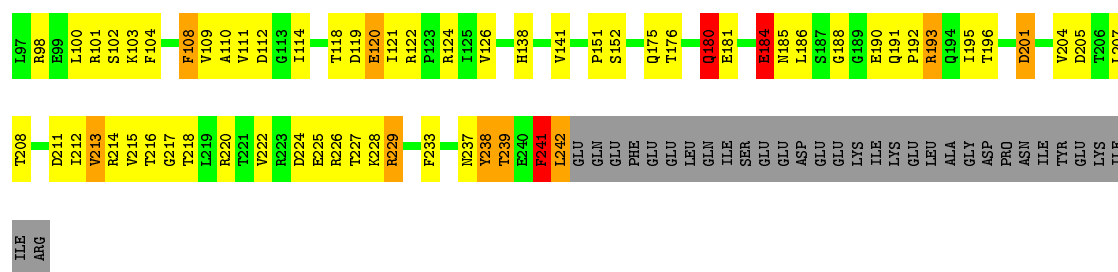 L97 R98 E99 L100 R101 S102 K103 F104 F108 V109 A110 V111 D112 G113 I114 T118 D119 E120 I121 R122 P123 R124 I125 V126 H138 V141 P151 S152 Q175 T176 Q180 E181 E184 N185 L186 S187 G188 G189 E190 Q191 P192 R193 Q194 I195 T196 D201 V204 D205 T206 L207
T208 D211 I212 V213 R214 V215 T216 G217 T218 L219 R220 T221 V222 R223 D224 E225 R226 T227 K228 R229 F233 N237 Y238 T239 E240 F241 L242 GLU GLN GLU PHE GLU GLU LEU GLN ILE SER GLU GLU ASP GLU GLU LYS ILE LYS GLU LEU ALA GLY ASP PRO ASN ILE TYR GLU LYS ILE
ILE ARG